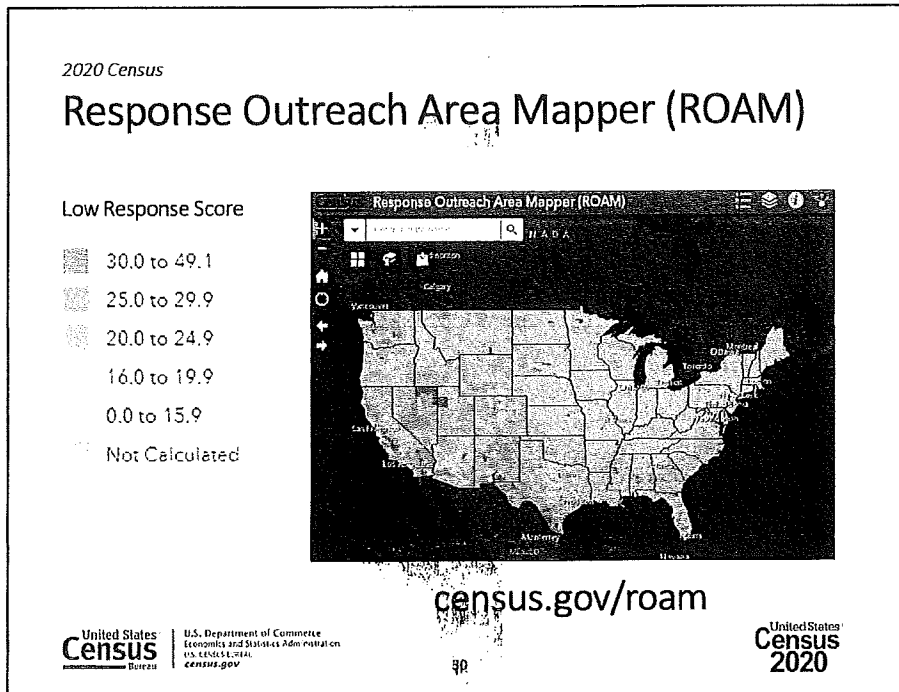 2020 Census
Response Outreach Area Mapper (ROAM)
Low Response Score
30.0 to 49.1
25.0 to 29.9
20.0 to 24.9
16.0 to 19.9
0.0 to 15.9
Not Calculated
Response Outreach Area Mapper (ROAM)
Calgary
Vancouver
Montreal
Toronto
Monterrey
census.gov/roam
United States
Census
Bureau
U.S. Department of Commerce
Economics and Statistics Administration
U.S. CENSUS BUREAU
census.gov
United States
Census
2020